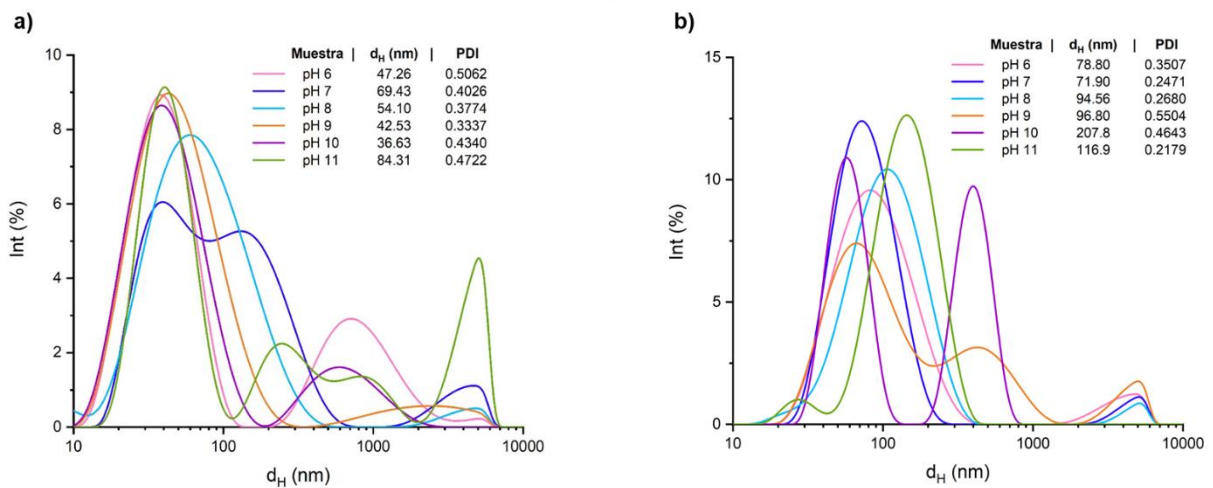 a)
Muestra | d_H (nm) | PDI
pH 6 47.26 0.5062
pH 7 69.43 0.4026
pH 8 54.10 0.3774
pH 9 42.53 0.3337
pH 10 36.63 0.4340
pH 11 84.31 0.4722
Int (%)
10
8
6
4
2
0
10 100 1000 10000
d_H (nm)
b)
Muestra | d_H (nm) | PDI
pH 6 78.80 0.3507
pH 7 71.90 0.2471
pH 8 94.56 0.2680
pH 9 96.80 0.5504
pH 10 207.8 0.4643
pH 11 116.9 0.2179
Int (%)
15
10
5
0
10 100 1000 10000
d_H (nm)